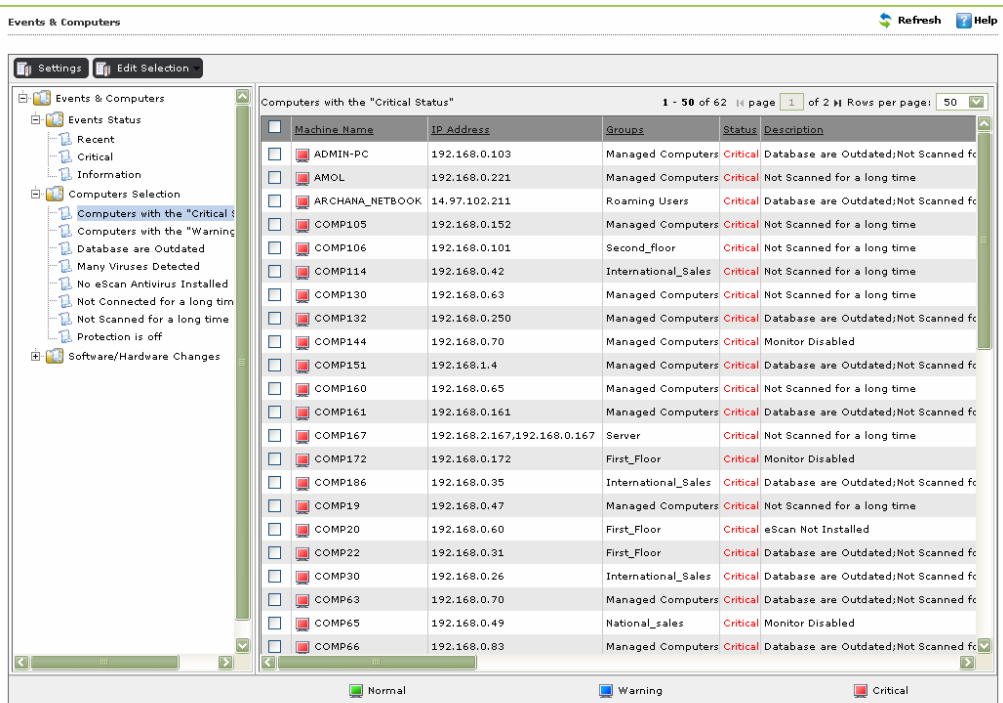 Events & Computers
Refresh
Help
Settings
Edit Selection
Events & Computers
Events Status
Recent
Critical
Information
Computers Selection
Computers with the "Critical S
Computers with the "Warning
Database are Outdated
Many Viruses Detected
No eScan Antivirus Installed
Not Connected for a long tim
Not Scanned for a long time
Protection is off
Software/Hardware Changes
Computers with the "Critical Status"
1 - 50 of 62 page 1 of 2 Rows per page: 50
Machine Name IP Address Groups Status Description
ADMIN-PC 192.168.0.103 Managed Computers Critical Database are Outdated;Not Scanned fo
AMOL 192.168.0.221 Managed Computers Critical Not Scanned for a long time
ARCHANA_NETBOOK 14.97.102.211 Roaming Users Critical Database are Outdated;Not Scanned fo
COMP105 192.168.0.152 Managed Computers Critical Not Scanned for a long time
COMP106 192.168.0.101 Second_floor Critical Not Scanned for a long time
COMP114 192.168.0.42 International_Sales Critical Not Scanned for a long time
COMP130 192.168.0.63 Managed Computers Critical Not Scanned for a long time
COMP132 192.168.0.250 Managed Computers Critical Database are Outdated;Not Scanned fo
COMP144 192.168.0.70 Managed Computers Critical Monitor Disabled
COMP151 192.168.1.4 Managed Computers Critical Database are Outdated;Not Scanned fo
COMP160 192.168.0.65 Managed Computers Critical Not Scanned for a long time
COMP161 192.168.0.161 Managed Computers Critical Database are Outdated;Not Scanned fo
COMP167 192.168.2.167,192.168.0.167 Server Critical Not Scanned for a long time
COMP172 192.168.0.172 First_Floor Critical Monitor Disabled
COMP186 192.168.0.35 International_Sales Critical Database are Outdated;Not Scanned fo
COMP19 192.168.0.47 Managed Computers Critical Not Scanned for a long time
COMP20 192.168.0.60 First_Floor Critical eScan Not Installed
COMP22 192.168.0.31 First_Floor Critical Database are Outdated;Not Scanned fo
COMP30 192.168.0.26 International_Sales Critical Database are Outdated;Not Scanned fo
COMP63 192.168.0.70 Managed Computers Critical Database are Outdated;Not Scanned fo
COMP65 192.168.0.49 National_sales Critical Monitor Disabled
COMP66 192.168.0.83 Managed Computers Critical Database are Outdated;Not Scanned fo
Normal
Warning
Critical